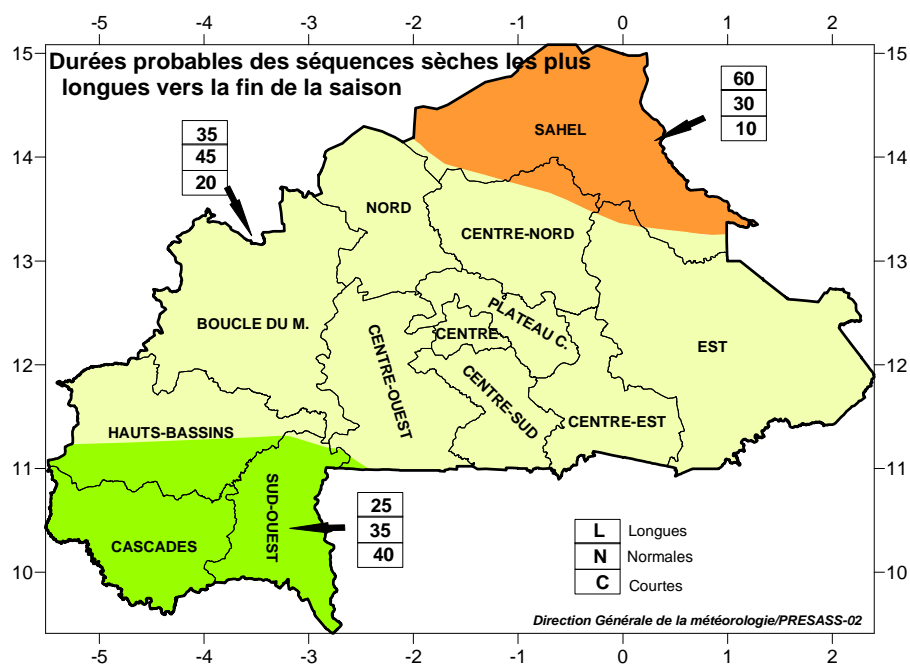 -5 -4 -3 -2 -1 0 1 2
15 15
Durées probables des séquences sèches les plus
longues vers la fin de la saison
60
30
10
SAHEL
35
45
20
14 14
NORD
CENTRE-NORD
13 13
PLATEAU C.
BOUCLE DU M.
CENTRE
EST
12 12
CENTRE-OUEST
CENTRE-SUD
CENTRE-EST
HAUTS-BASSINS
11 11
SUD-OUEST
25
35
40
CASCADES
L Longues
N Normales
C Courtes
10 10
Direction Générale de la météorologie/PRESASS-02
-5 -4 -3 -2 -1 0 1 2